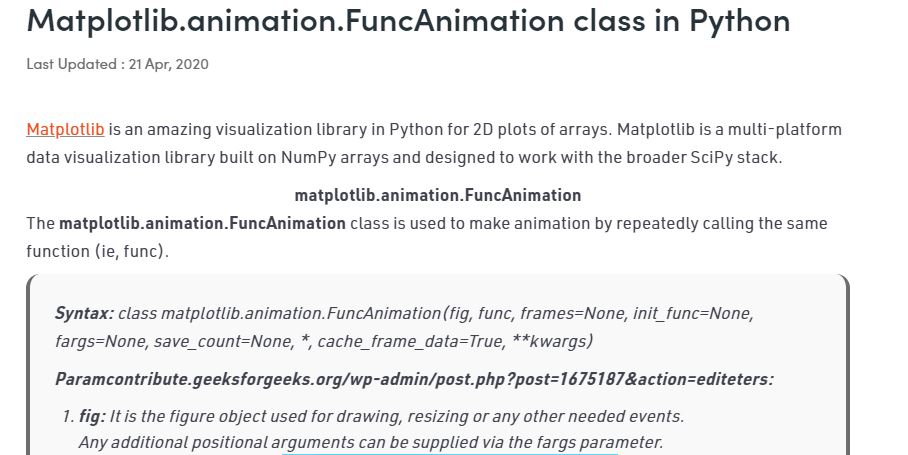 Matplotlib.animation.FuncAnimation class in Python
Last Updated : 21 Apr, 2020
Matplotlib is an amazing visualization library in Python for 2D plots of arrays. Matplotlib is a multi-platform
data visualization library built on NumPy arrays and designed to work with the broader SciPy stack.
matplotlib.animation.FuncAnimation
The matplotlib.animation.FuncAnimation class is used to make animation by repeatedly calling the same
function (ie, func).
Syntax: class matplotlib.animation.FuncAnimation(fig, func, frames=None, init_func=None,
fargs=None, save_count=None, *, cache_frame_data=True, **kwargs)
Paramcontribute.geeksforgeeks.org/wp-admin/post.php?post=1675187&action=editeters:
1. fig: It is the figure object used for drawing, resizing or any other needed events.
Any additional positional arguments can be supplied via the fargs parameter.